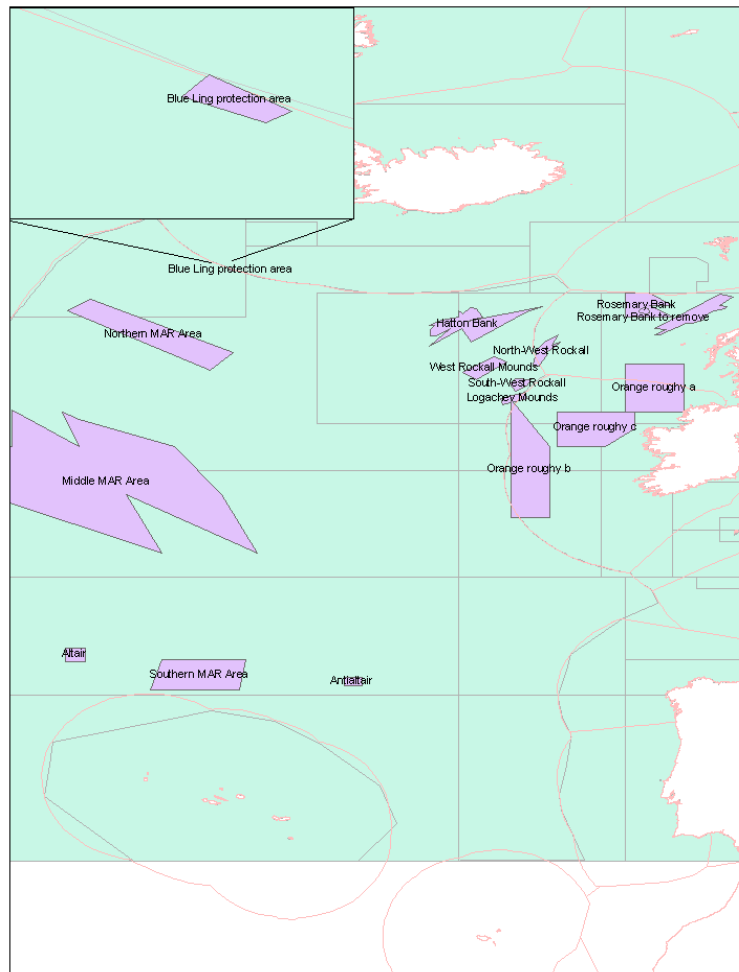 Blue Ling protection area
Blue Ling protection area
Rosemary Bank
Rosemary Bank to remove
Hatton Bank
Northern MAR Area
North-West Rockall
West Rockall Mounds
South-West Rockall
Orange roughy a
Logachev Mounds
Orange roughy c
Orange roughy b
Middle MAR Area
Altair
Southern MAR Area
Antialtair